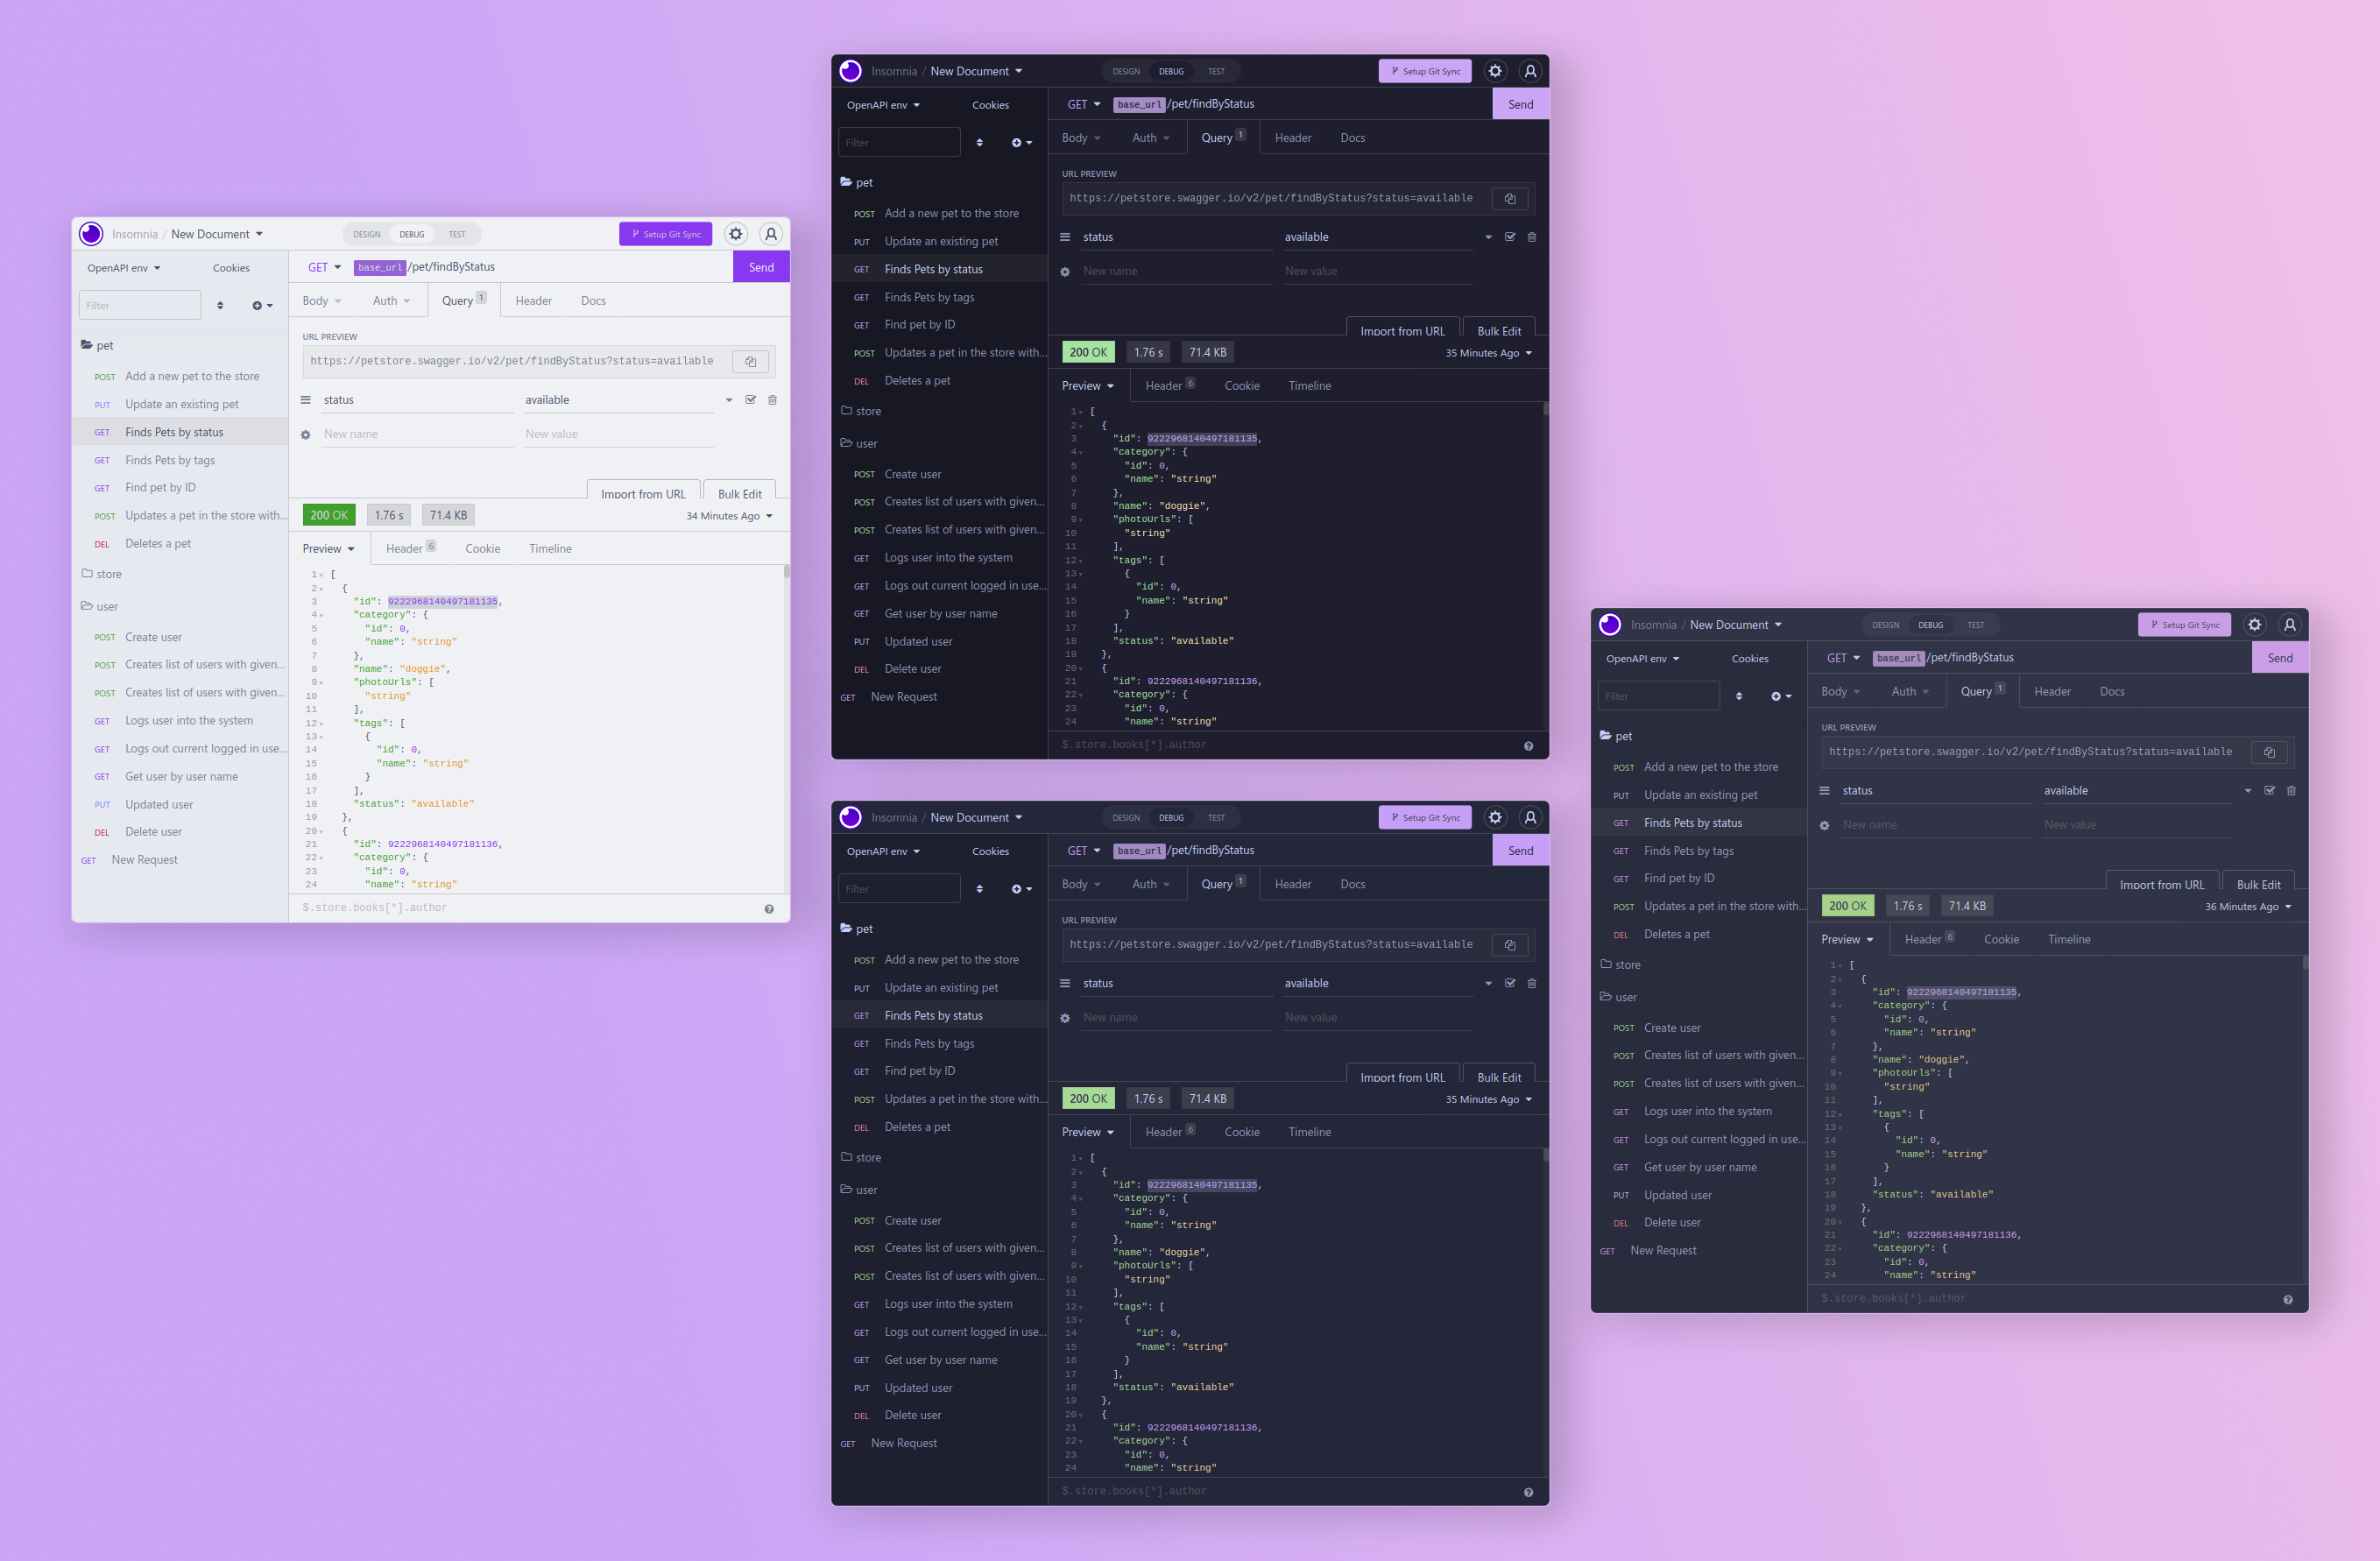 Insomnia / New Document
DESIGN DEBUG TEST
Setup Git Sync
OpenAPI env Cookies
GET base_url/pet/findByStatus Send
Filter
Body Auth Query 1 Header Docs
URL PREVIEW
https://petstore.swagger.io/v2/pet/findByStatus?status=available
status available
New name New value
Import from URL Bulk Edit
pet
POST Add a new pet to the store
PUT Update an existing pet
GET Finds Pets by status
GET Finds Pets by tags
GET Find pet by ID
POST Updates a pet in the store with...
DEL Deletes a pet
store
user
POST Create user
POST Creates list of users with given...
POST Creates list of users with given...
GET Logs user into the system
GET Logs out current logged in use...
GET Get user by user name
PUT Updated user
DEL Delete user
GET New Request
200 OK 1.76 s 71.4 KB 34 Minutes Ago
Preview Header 6 Cookie Timeline
1 [
2 {
3 "id": 9222968140497181135,
4 "category": {
5 "id": 0,
6 "name": "string"
7 },
8 "name": "doggie",
9 "photoUrls": [
10 "string"
11 ],
12 "tags": [
13 {
14 "id": 0,
15 "name": "string"
16 }
17 ],
18 "status": "available"
19 },
20 {
21 "id": 9222968140497181136,
22 "category": {
23 "id": 0,
24 "name": "string"
$.store.books[*].author
Insomnia / New Document
DESIGN DEBUG TEST
Setup Git Sync
OpenAPI env Cookies
GET base_url/pet/findByStatus Send
Filter
Body Auth Query 1 Header Docs
URL PREVIEW
https://petstore.swagger.io/v2/pet/findByStatus?status=available
status available
New name New value
Import from URL Bulk Edit
pet
POST Add a new pet to the store
PUT Update an existing pet
GET Finds Pets by status
GET Finds Pets by tags
GET Find pet by ID
POST Updates a pet in the store with...
DEL Deletes a pet
store
user
POST Create user
POST Creates list of users with given...
POST Creates list of users with given...
GET Logs user into the system
GET Logs out current logged in use...
GET Get user by user name
PUT Updated user
DEL Delete user
GET New Request
200 OK 1.76 s 71.4 KB 35 Minutes Ago
Preview Header 6 Cookie Timeline
1 [
2 {
3 "id": 9222968140497181135,
4 "category": {
5 "id": 0,
6 "name": "string"
7 },
8 "name": "doggie",
9 "photoUrls": [
10 "string"
11 ],
12 "tags": [
13 {
14 "id": 0,
15 "name": "string"
16 }
17 ],
18 "status": "available"
19 },
20 {
21 "id": 9222968140497181136,
22 "category": {
23 "id": 0,
24 "name": "string"
$.store.books[*].author
Insomnia / New Document
DESIGN DEBUG TEST
Setup Git Sync
OpenAPI env Cookies
GET base_url/pet/findByStatus Send
Filter
Body Auth Query 1 Header Docs
URL PREVIEW
https://petstore.swagger.io/v2/pet/findByStatus?status=available
status available
New name New value
Import from URL Bulk Edit
pet
POST Add a new pet to the store
PUT Update an existing pet
GET Finds Pets by status
GET Finds Pets by tags
GET Find pet by ID
POST Updates a pet in the store with...
DEL Deletes a pet
store
user
POST Create user
POST Creates list of users with given...
POST Creates list of users with given...
GET Logs user into the system
GET Logs out current logged in use...
GET Get user by user name
PUT Updated user
DEL Delete user
GET New Request
200 OK 1.76 s 71.4 KB 35 Minutes Ago
Preview Header 6 Cookie Timeline
1 [
2 {
3 "id": 9222968140497181135,
4 "category": {
5 "id": 0,
6 "name": "string"
7 },
8 "name": "doggie",
9 "photoUrls": [
10 "string"
11 ],
12 "tags": [
13 {
14 "id": 0,
15 "name": "string"
16 }
17 ],
18 "status": "available"
19 },
20 {
21 "id": 9222968140497181136,
22 "category": {
23 "id": 0,
24 "name": "string"
$.store.books[*].author
Insomnia / New Document
DESIGN DEBUG TEST
Setup Git Sync
OpenAPI env Cookies
GET base_url/pet/findByStatus Send
Filter
Body Auth Query 1 Header Docs
URL PREVIEW
https://petstore.swagger.io/v2/pet/findByStatus?status=available
status available
New name New value
Import from URL Bulk Edit
pet
POST Add a new pet to the store
PUT Update an existing pet
GET Finds Pets by status
GET Finds Pets by tags
GET Find pet by ID
POST Updates a pet in the store with...
DEL Deletes a pet
store
user
POST Create user
POST Creates list of users with given...
POST Creates list of users with given...
GET Logs user into the system
GET Logs out current logged in use...
GET Get user by user name
PUT Updated user
DEL Delete user
GET New Request
200 OK 1.76 s 71.4 KB 36 Minutes Ago
Preview Header 6 Cookie Timeline
1 [
2 {
3 "id": 9222968140497181135,
4 "category": {
5 "id": 0,
6 "name": "string"
7 },
8 "name": "doggie",
9 "photoUrls": [
10 "string"
11 ],
12 "tags": [
13 {
14 "id": 0,
15 "name": "string"
16 }
17 ],
18 "status": "available"
19 },
20 {
21 "id": 9222968140497181136,
22 "category": {
23 "id": 0,
24 "name": "string"
$.store.books[*].author